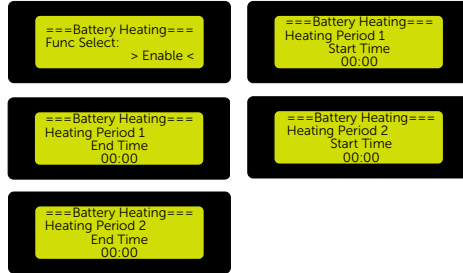 ===Battery Heating===
Func Select:
> Enable <
===Battery Heating===
Heating Period 1
Start Time
00:00
===Battery Heating===
Heating Period 1
End Time
00:00
===Battery Heating===
Heating Period 2
Start Time
00:00
===Battery Heating===
Heating Period 2
End Time
00:00